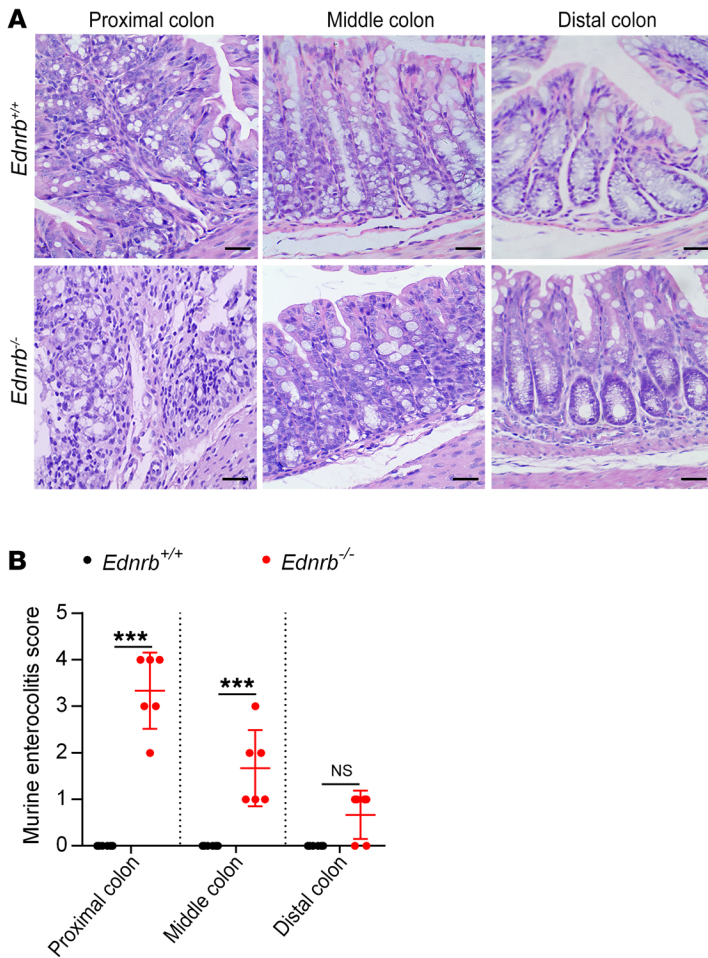 A
Proximal colon
Middle colon
Distal colon
Ednrb+/+
Ednrb-/-
B
Ednrb+/+
Ednrb-/-
Murine enterocolitis score
5
4
3
2
1
0
***
***
NS
Proximal colon
Middle colon
Distal colon